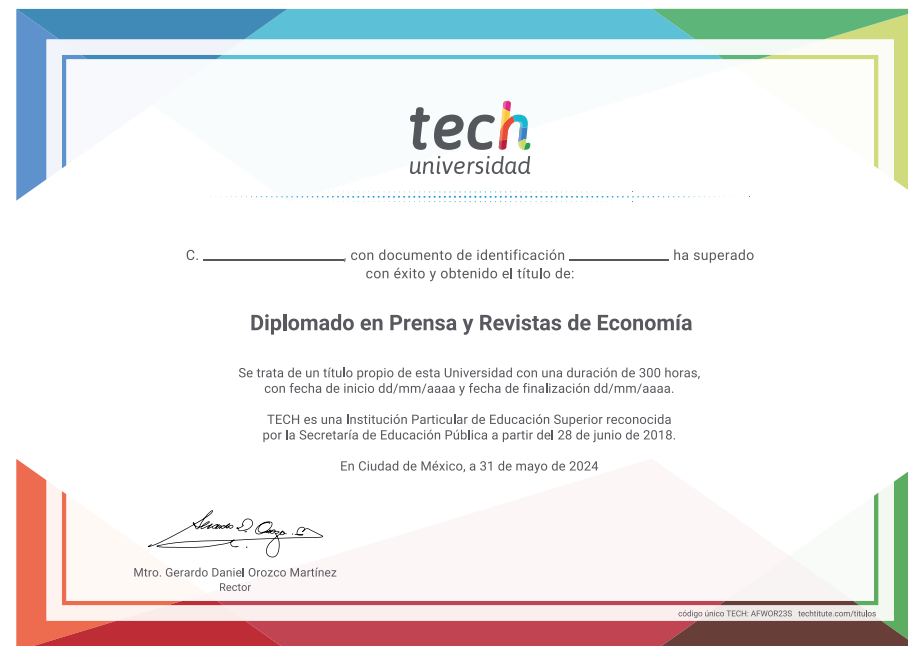 tech
universidad
C. ____________, con documento de identificación ____________ ha superado
con éxito y obtenido el título de:
Diplomado en Prensa y Revistas de Economía
Se trata de un título propio de esta Universidad con una duración de 300 horas,
con fecha de inicio dd/mm/aaaa y fecha de finalización dd/mm/aaaa.
TECH es una Institución Particular de Educación Superior reconocida
por la Secretaría de Educación Pública a partir del 28 de junio de 2018.
En Ciudad de México, a 31 de mayo de 2024
Mtro. Gerardo Daniel Orozco Martínez
Rector
código único TECH: AFWOR23S techtitute.com/titulos